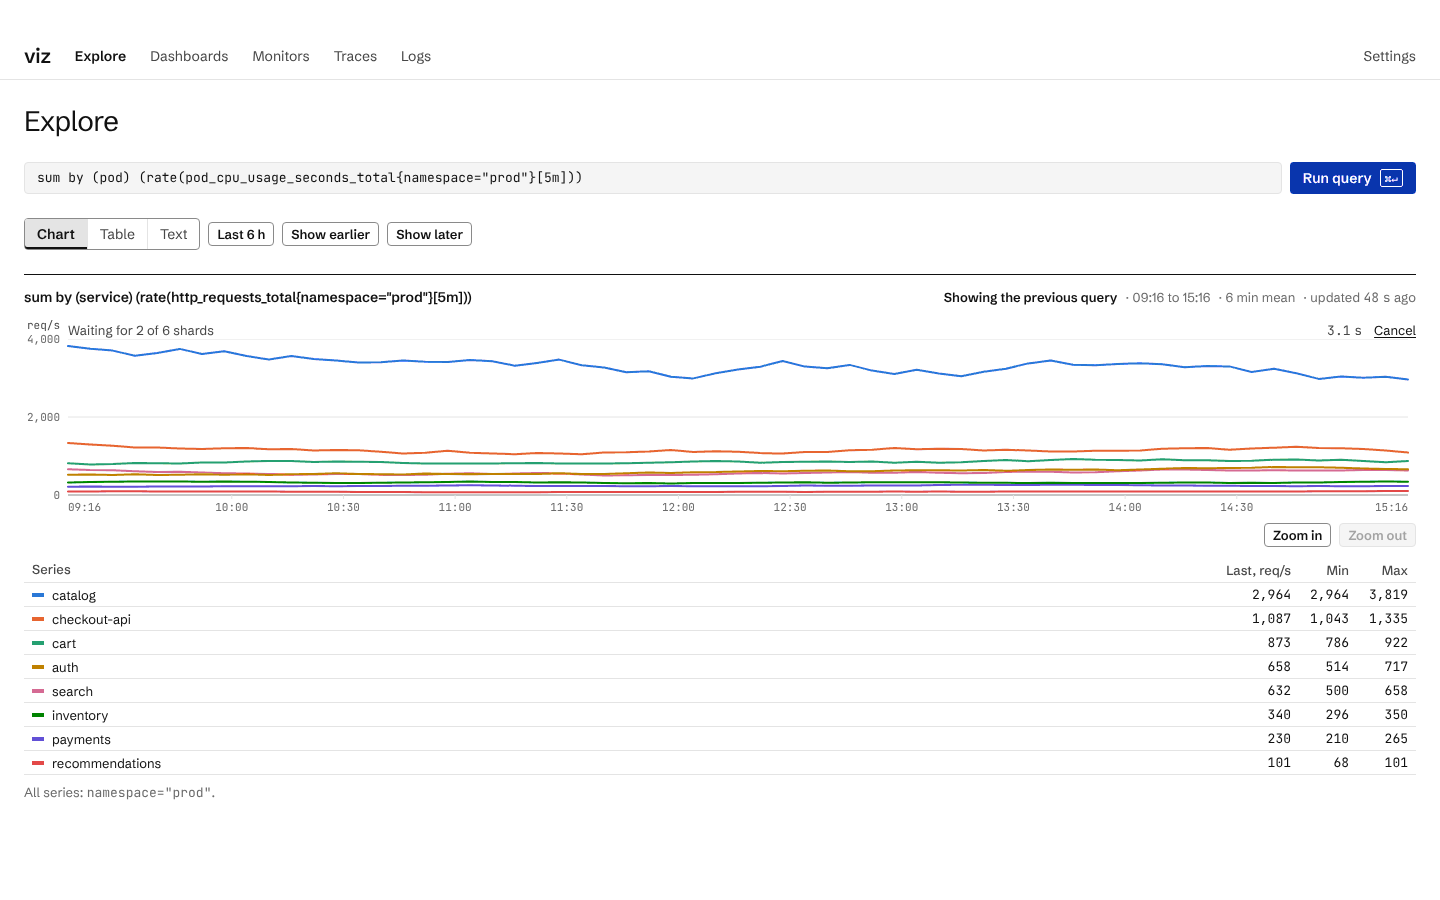 viz Explore Dashboards Monitors Traces Logs Settings
Explore
sum by (pod) (rate(pod_cpu_usage_seconds_total{namespace="prod"}[5m]))
Run query ⌘↵
Chart Table Text Last 6 h Show earlier Show later
sum by (service) (rate(http_requests_total{namespace="prod"}[5m]))
Showing the previous query · 09:16 to 15:16 · 6 min mean · updated 48 s ago
req/s
Waiting for 2 of 6 shards 3.1 s Cancel
4,000
2,000
0
09:16 10:00 10:30 11:00 11:30 12:00 12:30 13:00 13:30 14:00 14:30 15:16
Zoom in Zoom out
Series Last, req/s Min Max
catalog 2,964 2,964 3,819
checkout-api 1,087 1,043 1,335
cart 873 786 922
auth 658 514 717
search 632 500 658
inventory 340 296 350
payments 230 210 265
recommendations 101 68 101
All series: namespace="prod".